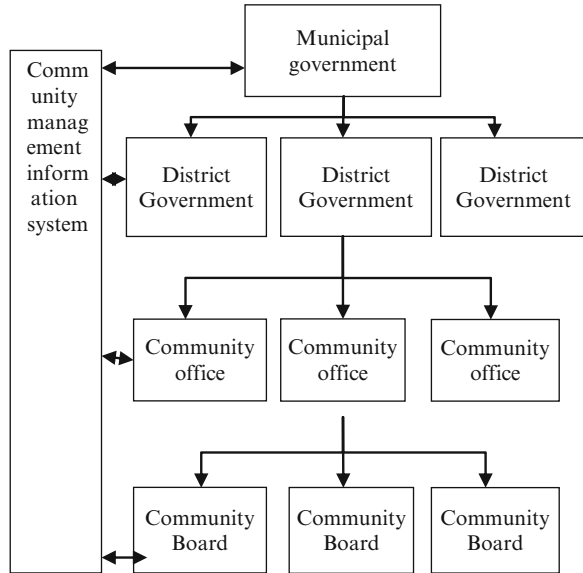 Comm
unity
manag
ement
inform
ation
system
Municipal
government
District
Government
District
Government
District
Government
Community
office
Community
office
Community
office
Community
Board
Community
Board
Community
Board